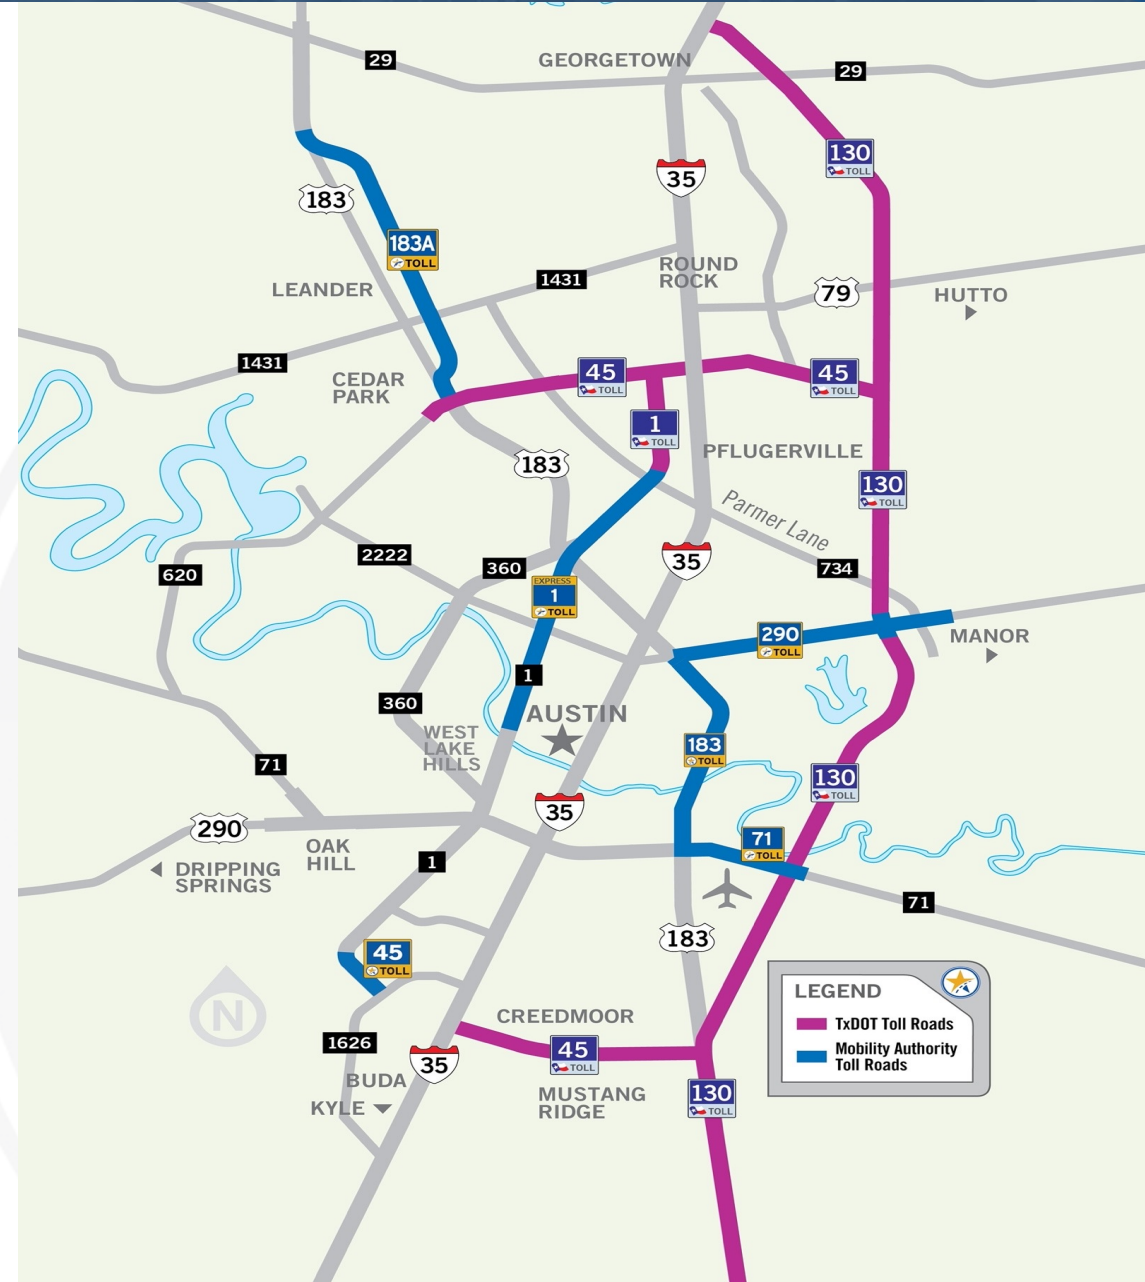 GEORGETOWN
29
29
130
TOLL
35
183
183A
TOLL
ROUND
ROCK
1431
LEANDER
79
HUTTO
1431
CEDAR
PARK
45
TOLL
45
TOLL
1
TOLL
PFLUGERVILLE
183
130
TOLL
Parmer Lane
2222
360
35
734
620
EXPRESS
1
TOLL
290
TOLL
MANOR
1
360
AUSTIN
WEST
LAKE
HILLS
183
TOLL
71
130
TOLL
35
290
71
TOLL
OAK
HILL
1
DRIPPING
SPRINGS
71
183
45
TOLL
N
LEGEND
TxDOT Toll Roads
Mobility Authority
Toll Roads
CREEDMOOR
1626
35
45
TOLL
BUDA
KYLE
MUSTANG
RIDGE
130
TOLL